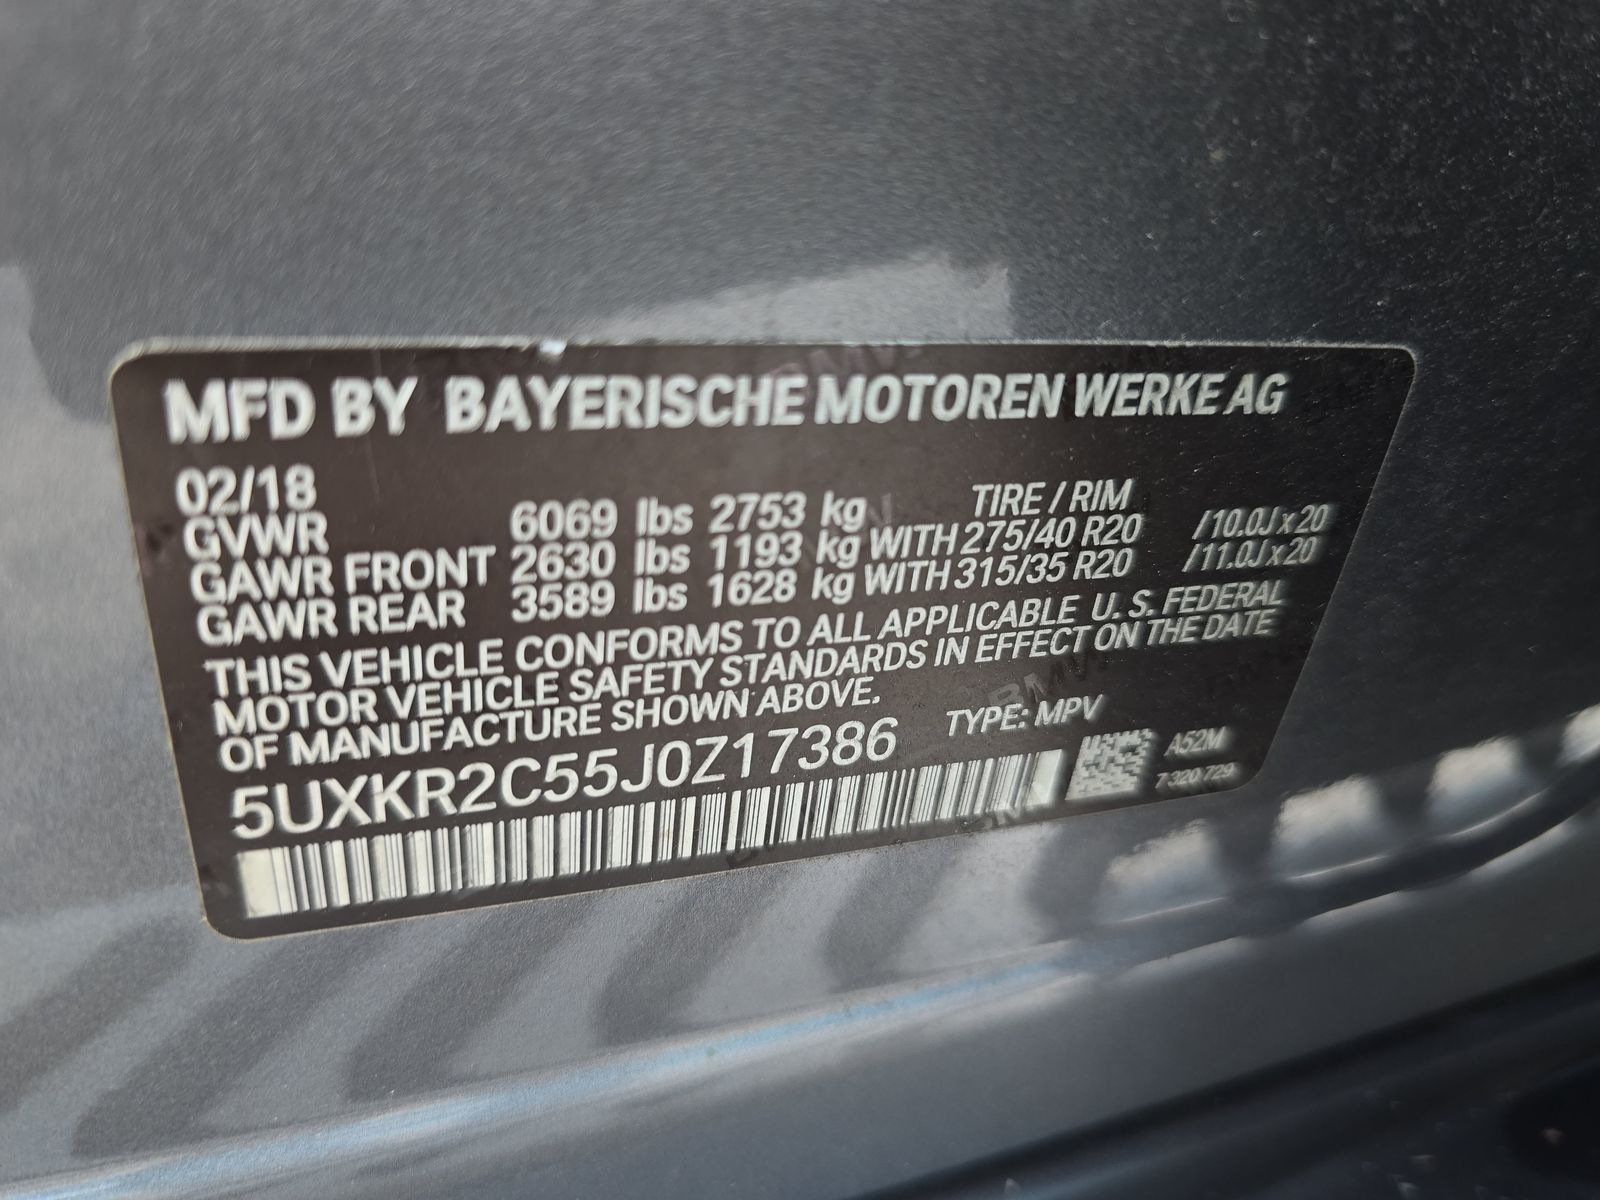 MFD BY BAYERISCHE MOTOREN WERKE AG
02/18 TIRE / RIM
GVWR 6069 lbs 2753 kg
GAWR FRONT 2630 lbs 1193 kg WITH 275/40 R20 /10.0J x 20
GAWR REAR 3589 lbs 1628 kg WITH 315/35 R20 /11.0J x 20
THIS VEHICLE CONFORMS TO ALL APPLICABLE U. S. FEDERAL
MOTOR VEHICLE SAFETY STANDARDS IN EFFECT ON THE DATE
OF MANUFACTURE SHOWN ABOVE.
5UXKR2C55J0Z17386 TYPE: MPV
A52M
7 320 729